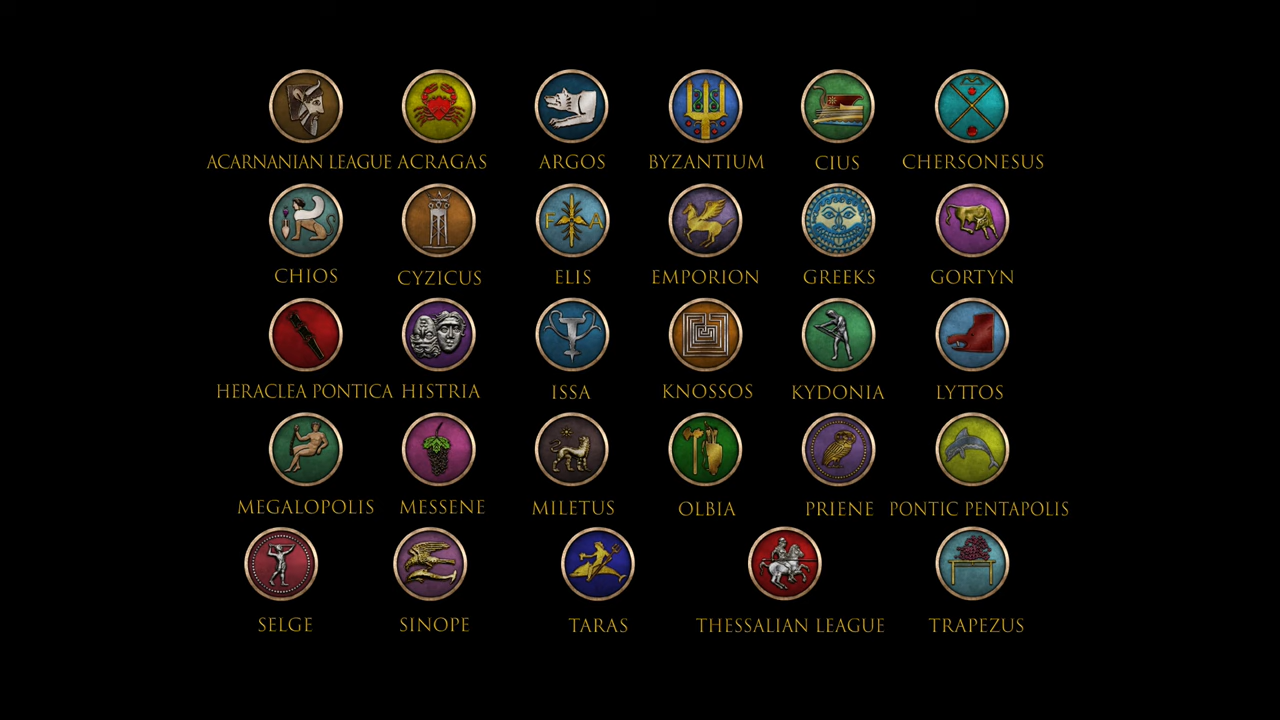 ACARNANIAN LEAGUE ACRAGAS ARGOS BYZANTIUM CIUS CHERSONESUS
F A
CHIOS CYZICUS ELIS EMPORION GREEKS GORTYN
HERACLEA PONTICA HISTRIA ISSA KNOSSOS KYDONIA LYTTOS
MEGALOPOLIS MESSENE MILETUS OLBIA PRIENE PONTIC PENTAPOLIS
SELGE SINOPE TARAS THESSALIAN LEAGUE TRAPEZUS